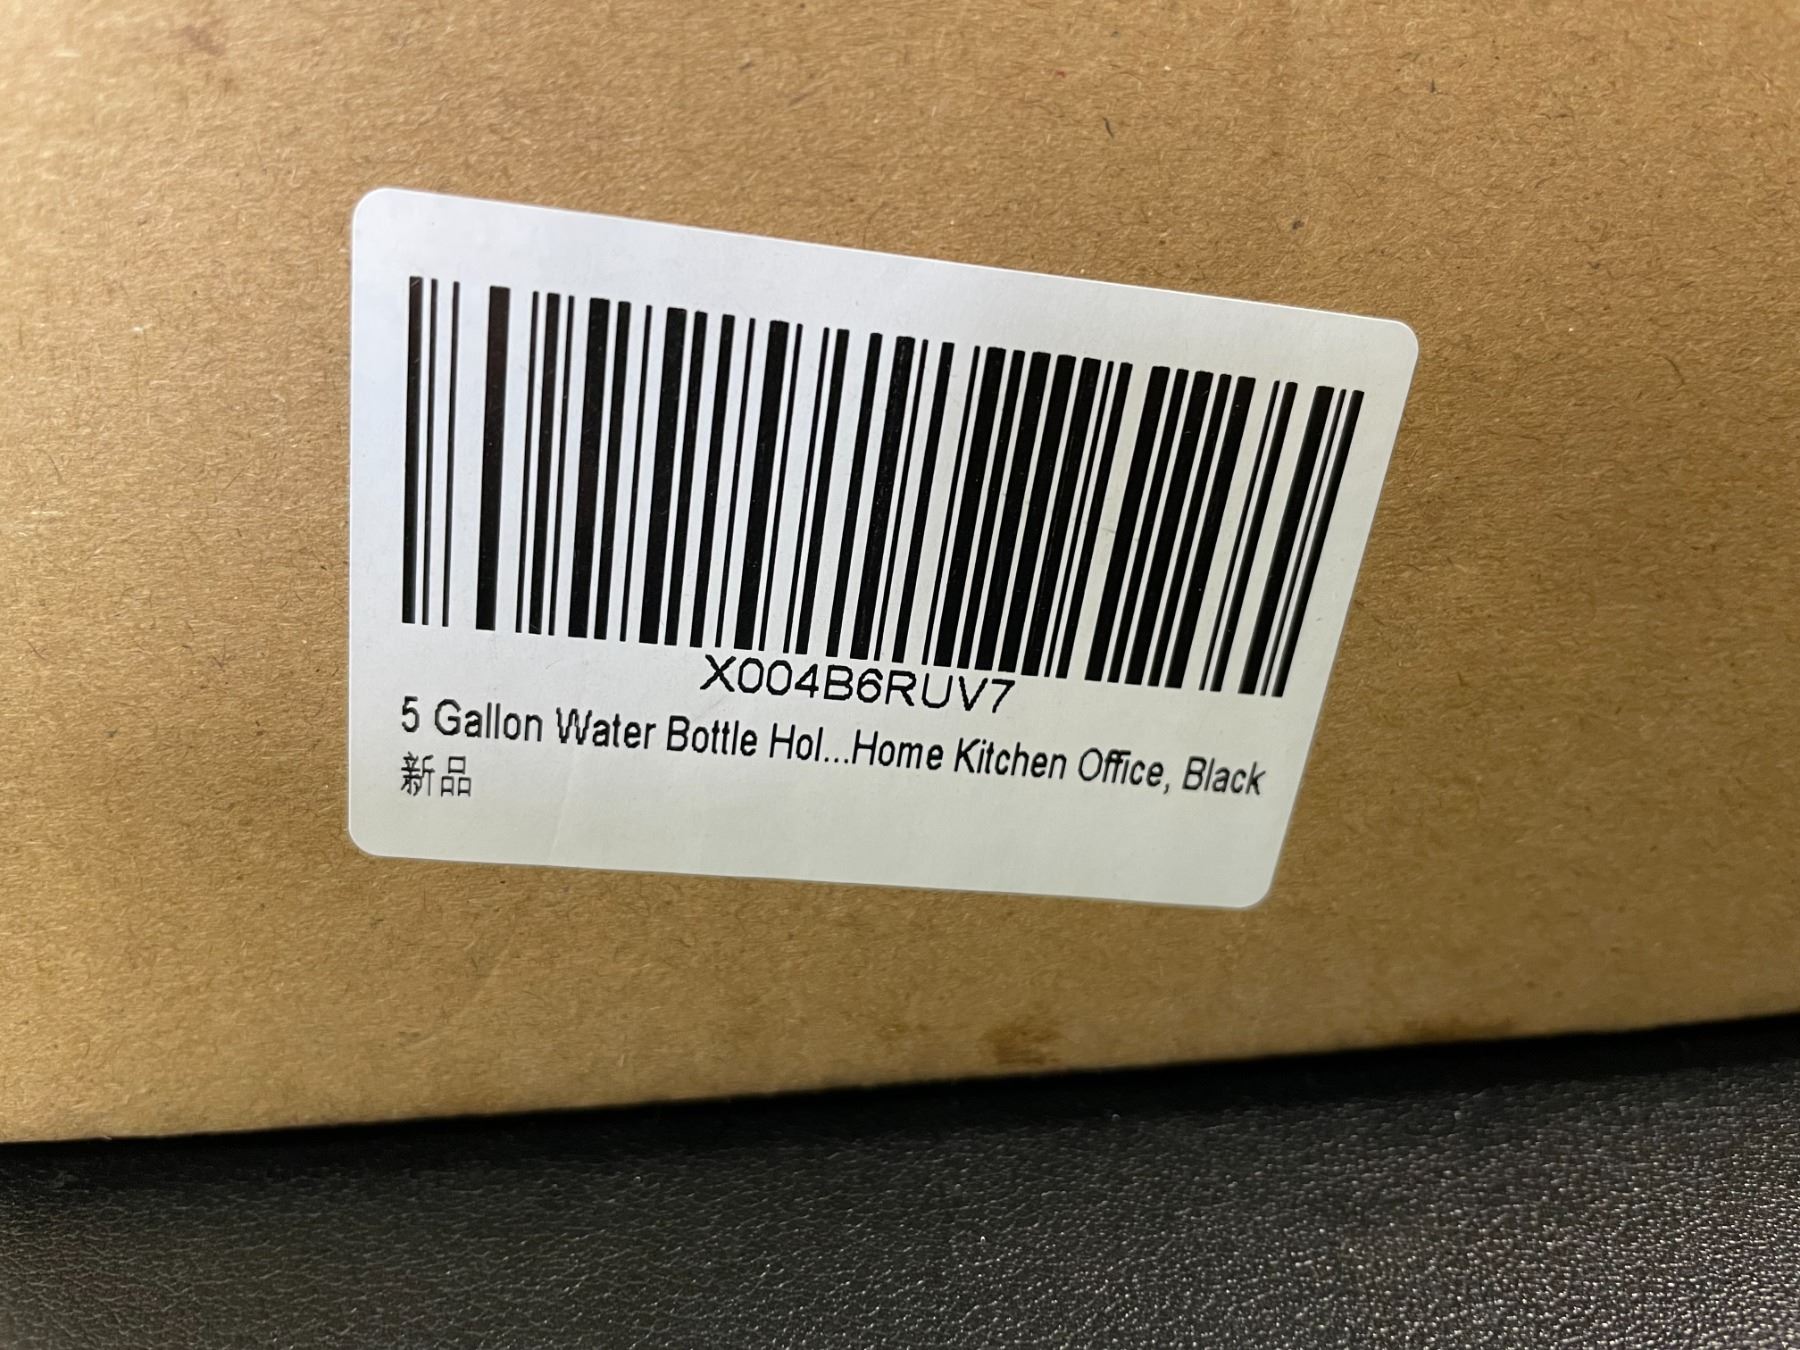 X004B6RUV7
5 Gallon Water Bottle Hol...Home Kitchen Office, Black
新品